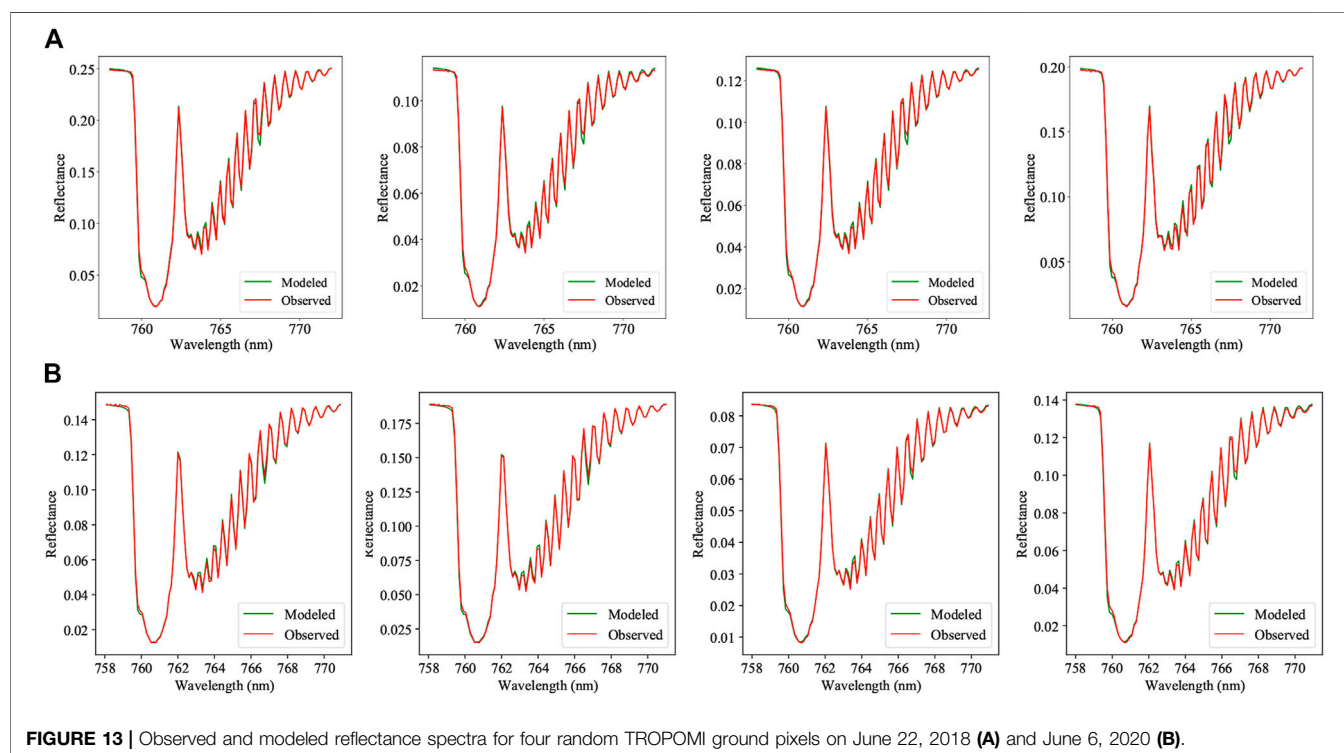 A
0.25
0.20
0.15
0.10
0.05
Reflectance
760 765 770
Wavelength (nm)
Modeled
Observed
0.10
0.08
0.06
0.04
0.02
Reflectance
760 765 770
Wavelength (nm)
Modeled
Observed
0.12
0.10
0.08
0.06
0.04
0.02
Reflectance
760 765 770
Wavelength (nm)
Modeled
Observed
0.20
0.15
0.10
0.05
Reflectance
760 765 770
Wavelength (nm)
Modeled
Observed
B
0.14
0.12
0.10
0.08
0.06
0.04
0.02
Reflectance
758 760 762 764 766 768 770
Wavelength (nm)
Modeled
Observed
0.175
0.150
0.125
0.100
0.075
0.050
0.025
Reflectance
758 760 762 764 766 768 770
Wavelength (nm)
Modeled
Observed
0.08
0.07
0.06
0.05
0.04
0.03
0.02
0.01
Reflectance
758 760 762 764 766 768 770
Wavelength (nm)
Modeled
Observed
0.14
0.12
0.10
0.08
0.06
0.04
0.02
Reflectance
758 760 762 764 766 768 770
Wavelength (nm)
Modeled
Observed
FIGURE 13 | Observed and modeled reflectance spectra for four random TROPOMI ground pixels on June 22, 2018 (A) and June 6, 2020 (B).